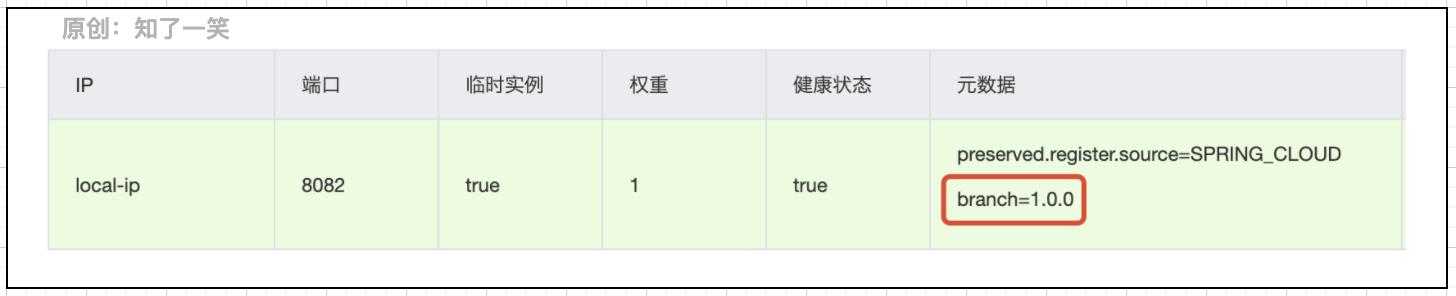 原创：知了一笑
IP 端口 临时实例 权重 健康状态 元数据
local-ip 8082 true 1 true preserved.register.source=SPRING_CLOUD
branch=1.0.0